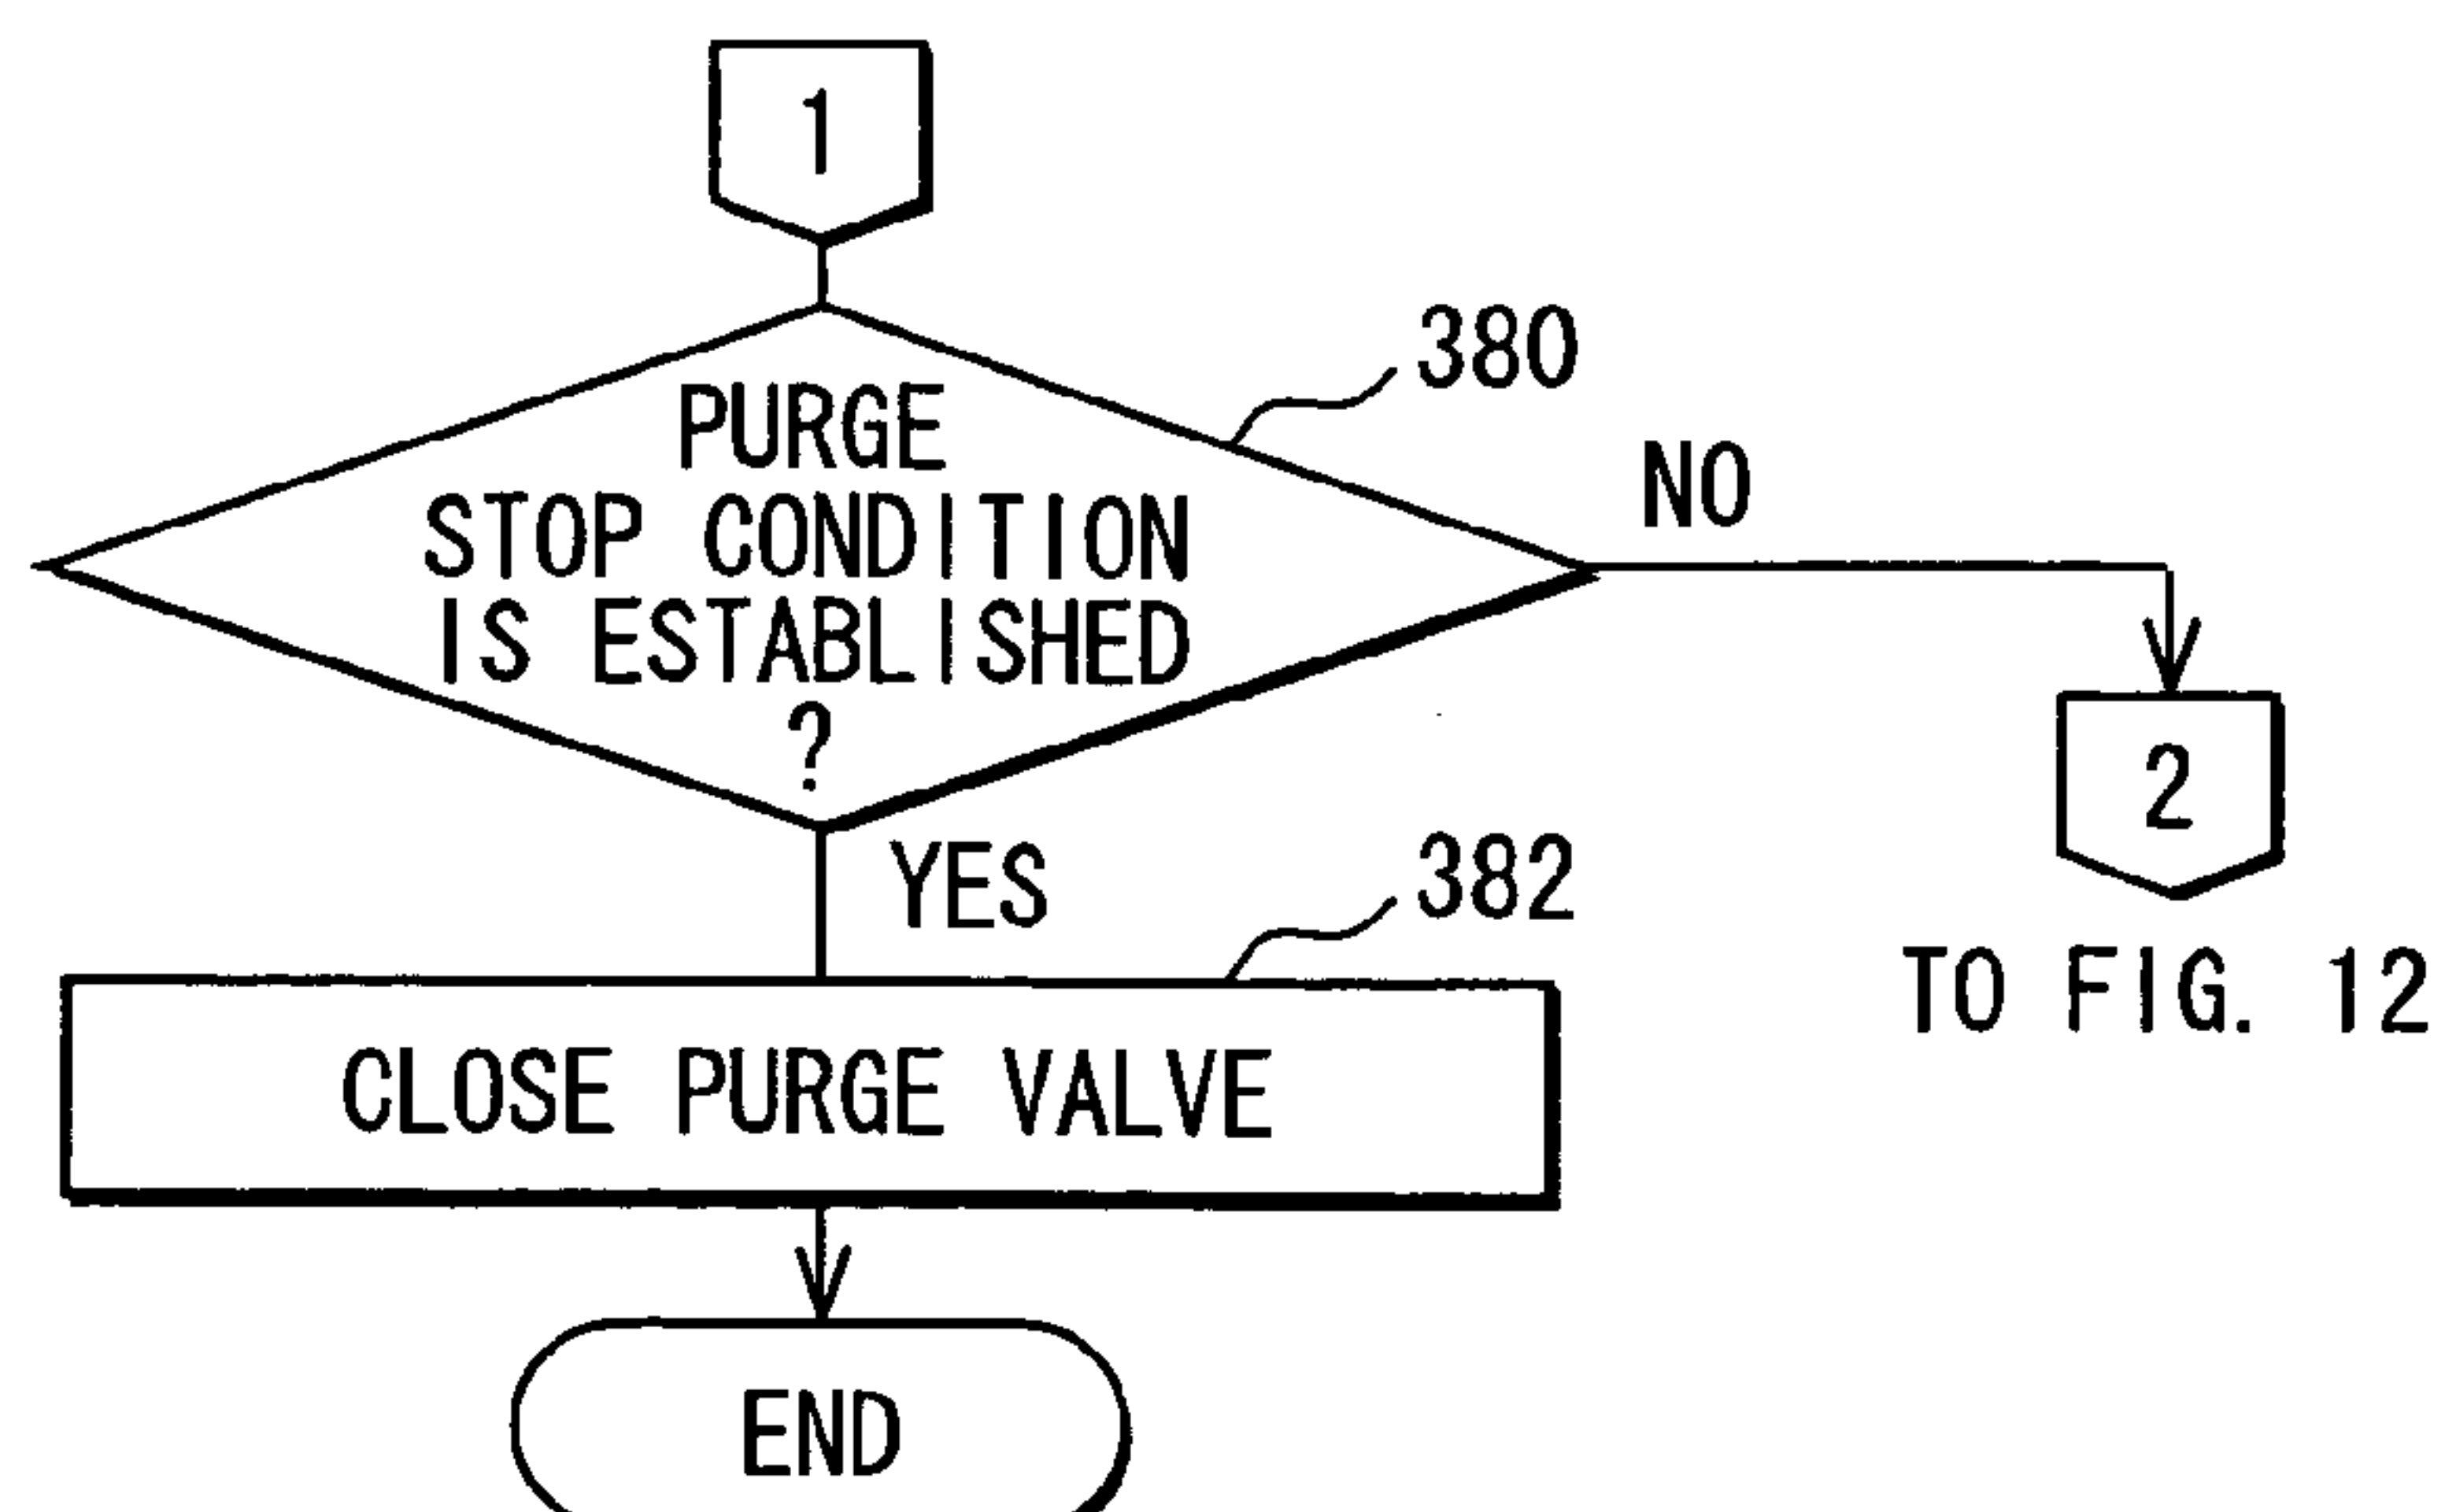 1
380
PURGE
STOP CONDITION
IS ESTABLISHED
?
NO
2
TO FIG. 12
YES
382
CLOSE PURGE VALVE
END